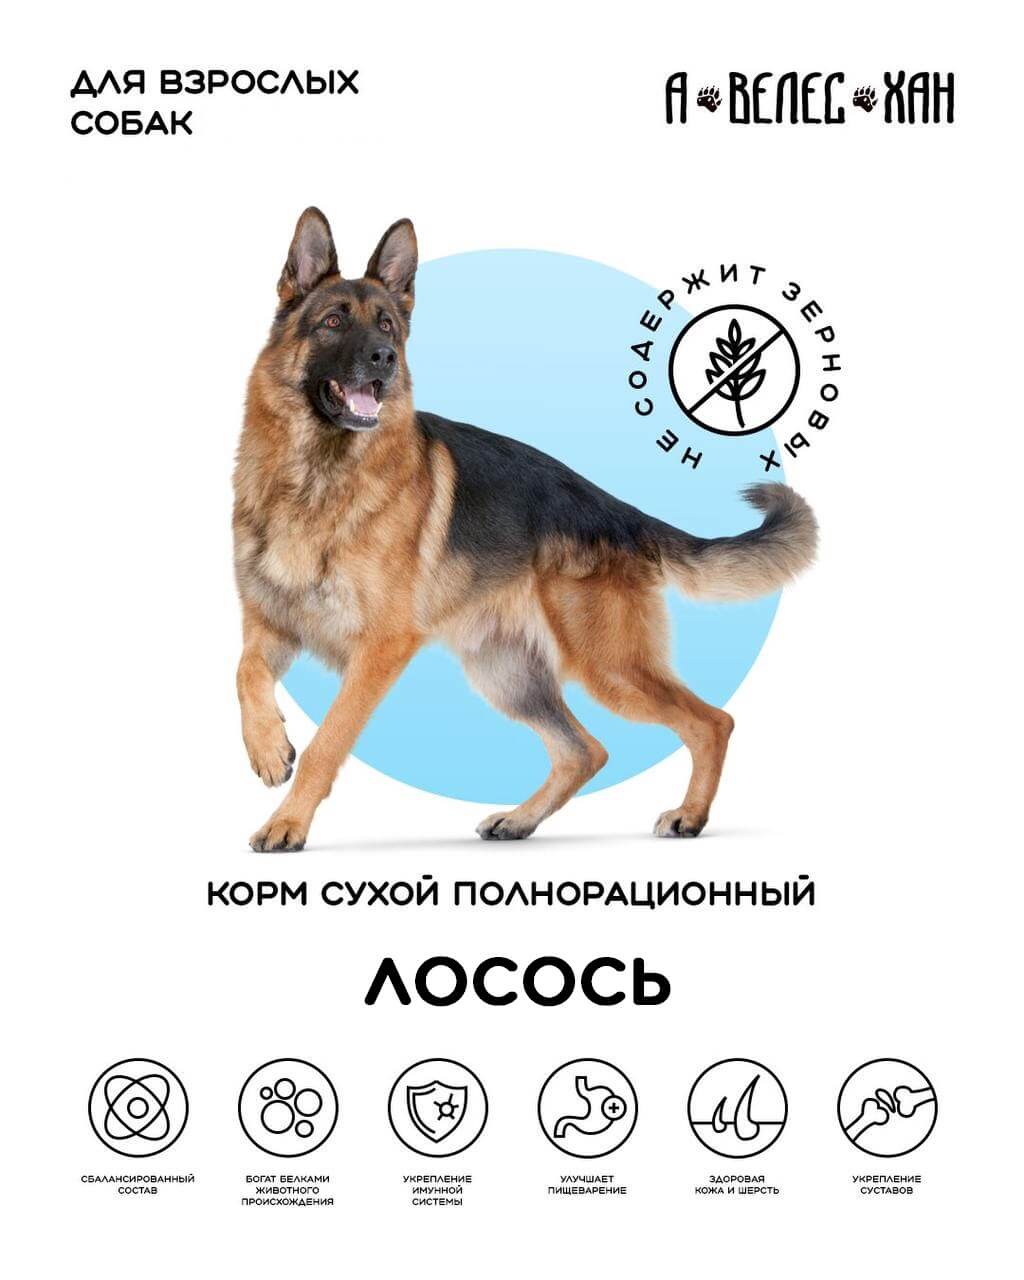 ДЛЯ ВЗРОСЛЫХ
СОБАК
А ВЕЛЕС ХАН
НЕ СОДЕРЖИТ ЗЕРНОВЫХ
КОРМ СУХОЙ ПОЛНОРАЦИОННЫЙ
ЛОСОСЬ
СБАЛАНСИРОВАННЫЙ
СОСТАВ
БОГАТ БЕЛКАМИ
ЖИВОТНОГО
ПРОИСХОЖДЕНИЯ
УКРЕПЛЕНИЕ
ИМУННОЙ
СИСТЕМЫ
УЛУЧШАЕТ
ПИЩЕВАРЕНИЕ
ЗДОРОВАЯ
КОЖА И ШЕРСТЬ
УКРЕПЛЕНИЕ
СУСТАВОВ